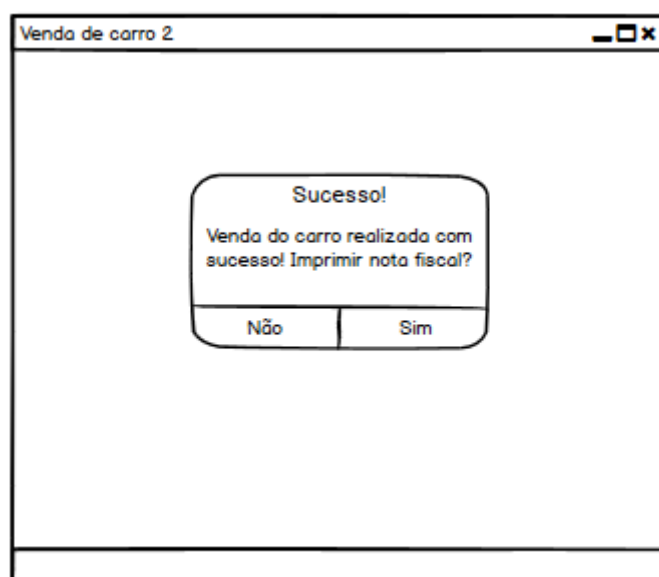 Venda de carro 2
Sucesso!
Venda do carro realizada com
sucesso! Imprimir nota fiscal?
Não
Sim